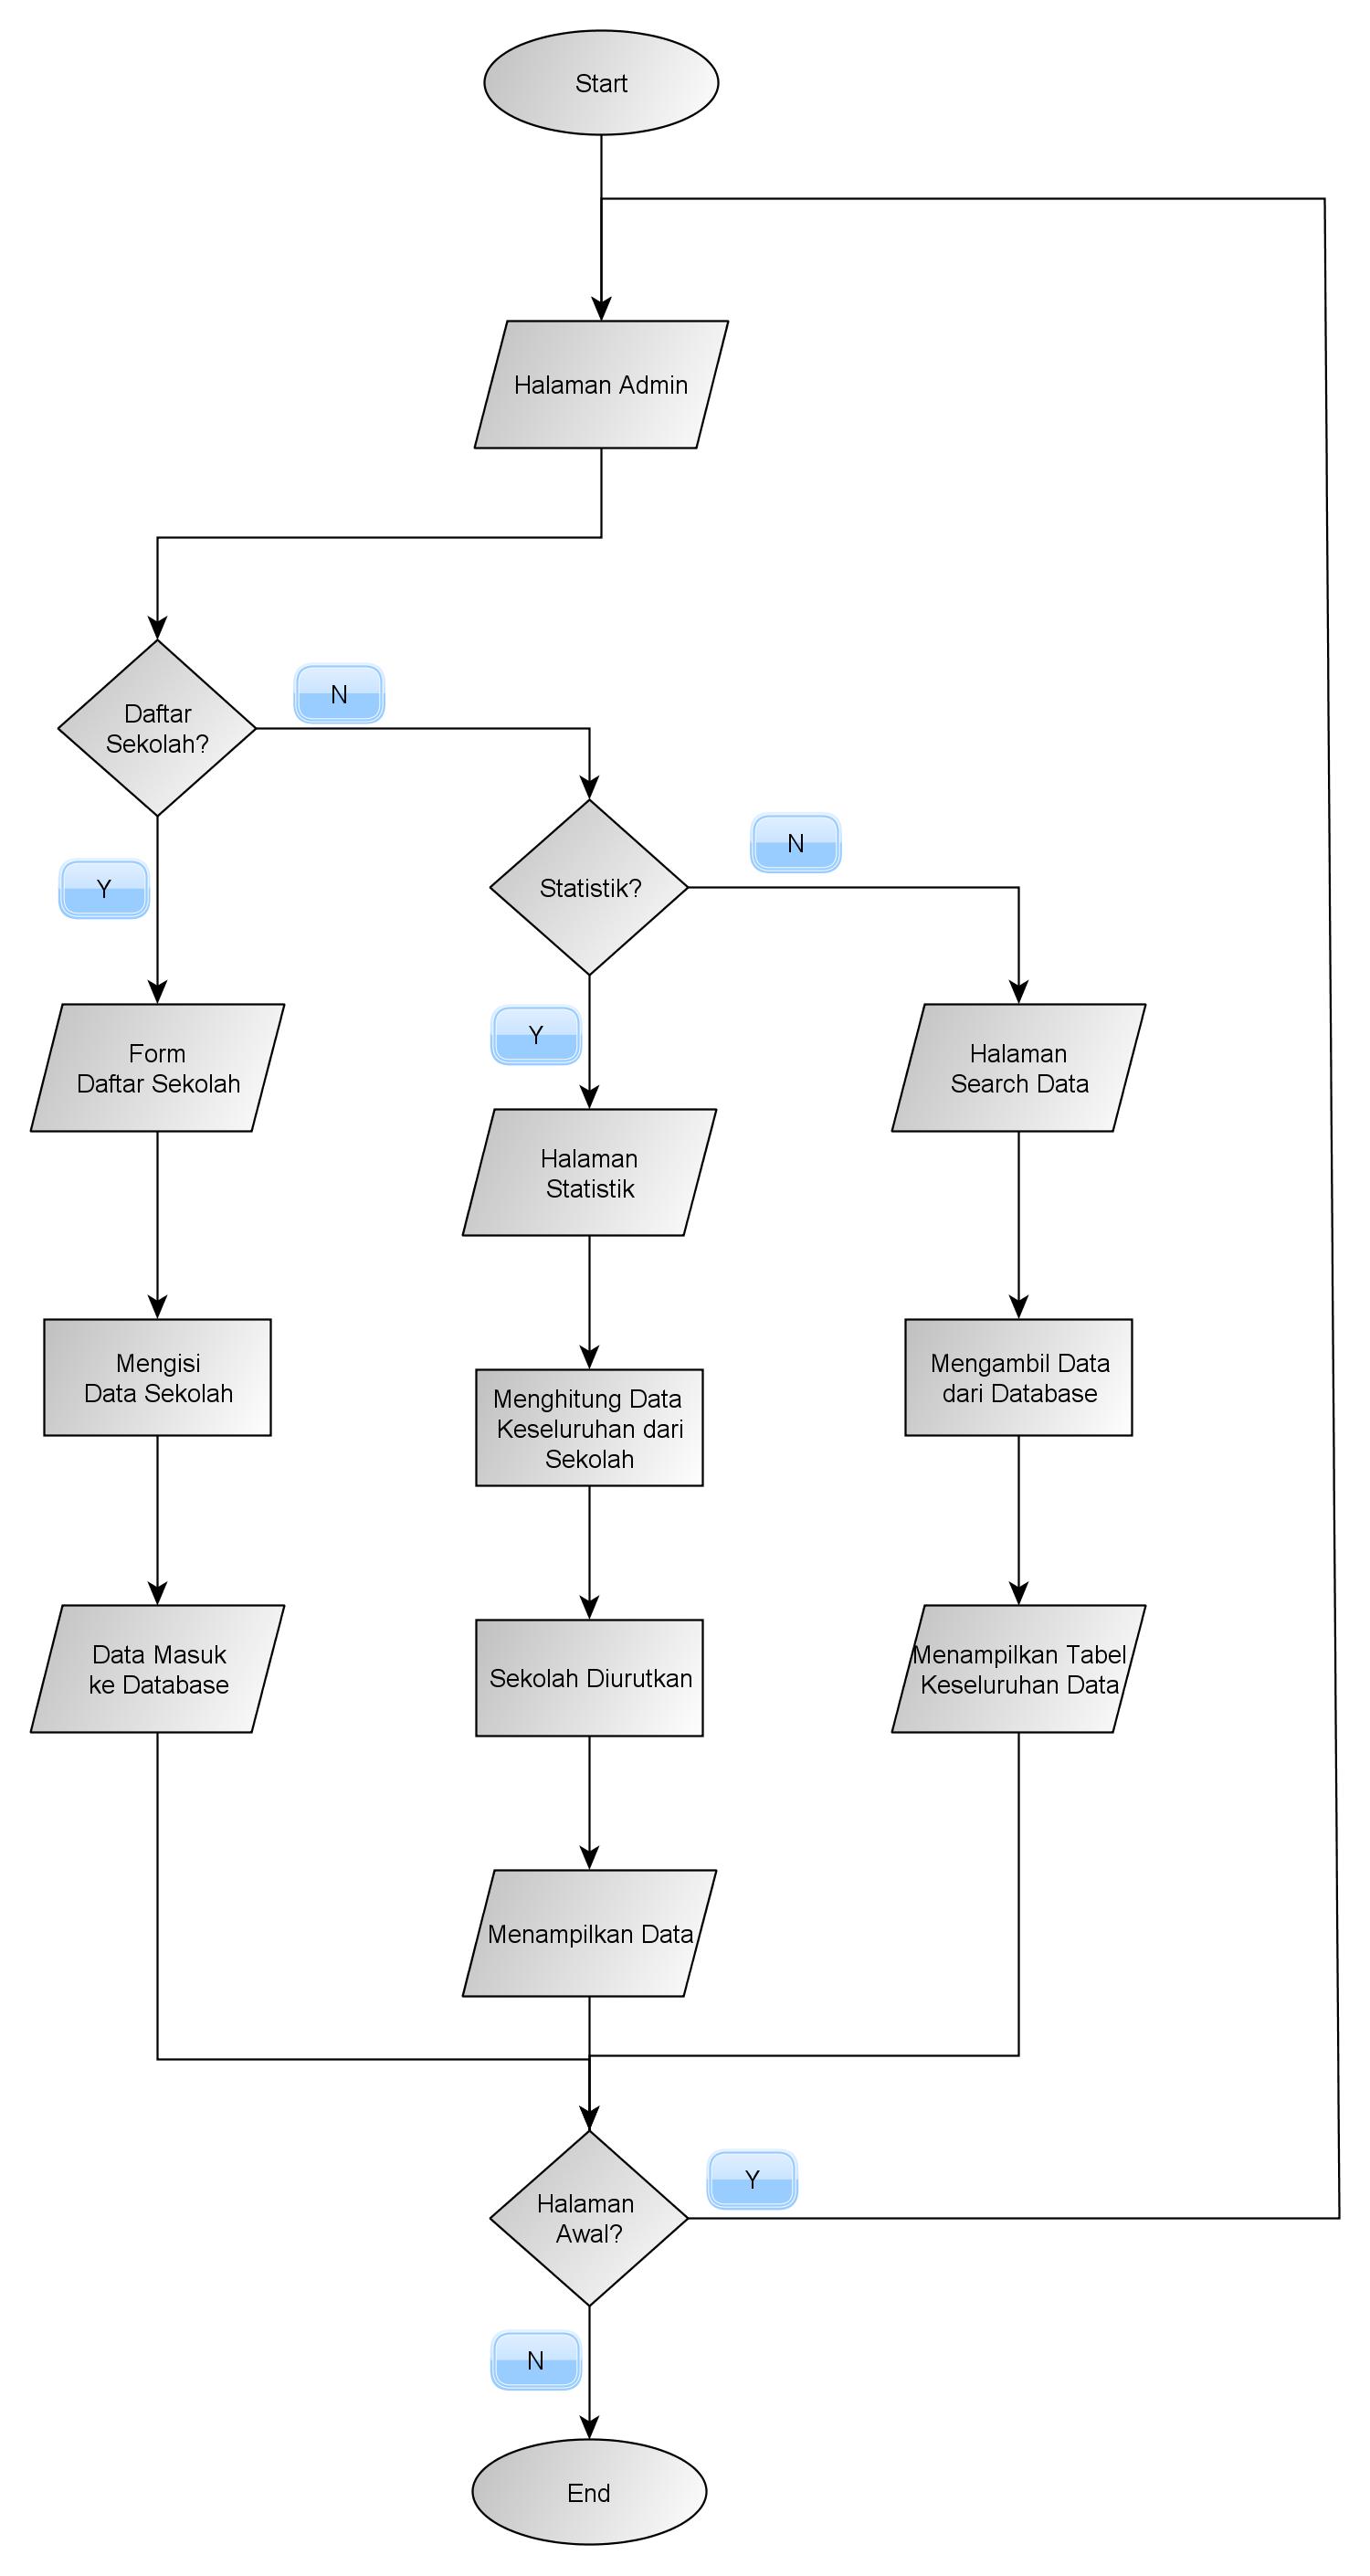 Start
Halaman Admin
Daftar
Sekolah?
N
Statistik?
N
Y
Form
Daftar Sekolah
Y
Halaman
Search Data
Halaman
Statistik
Mengisi
Data Sekolah
Menghitung Data
Keseluruhan dari
Sekolah
Mengambil Data
dari Database
Data Masuk
ke Database
Sekolah Diurutkan
Menampilkan Tabel
Keseluruhan Data
Menampilkan Data
Halaman
Awal?
Y
N
End